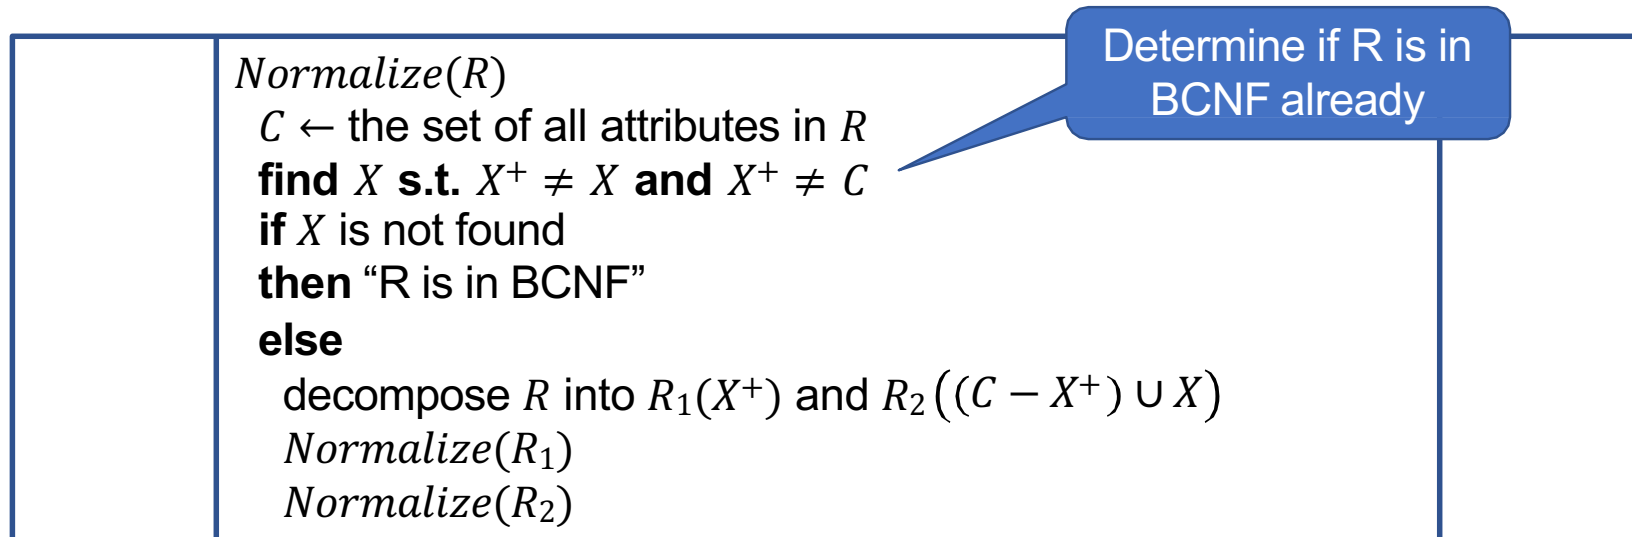 Determine if R is in
BCNF already
Normalize(R)
C ← the set of all attributes in R
find X s.t. X⁺ ≠ X and X⁺ ≠ C
if X is not found
then “R is in BCNF”
else
decompose R into R₁(X⁺) and R₂((C − X⁺) ∪ X)
Normalize(R₁)
Normalize(R₂)